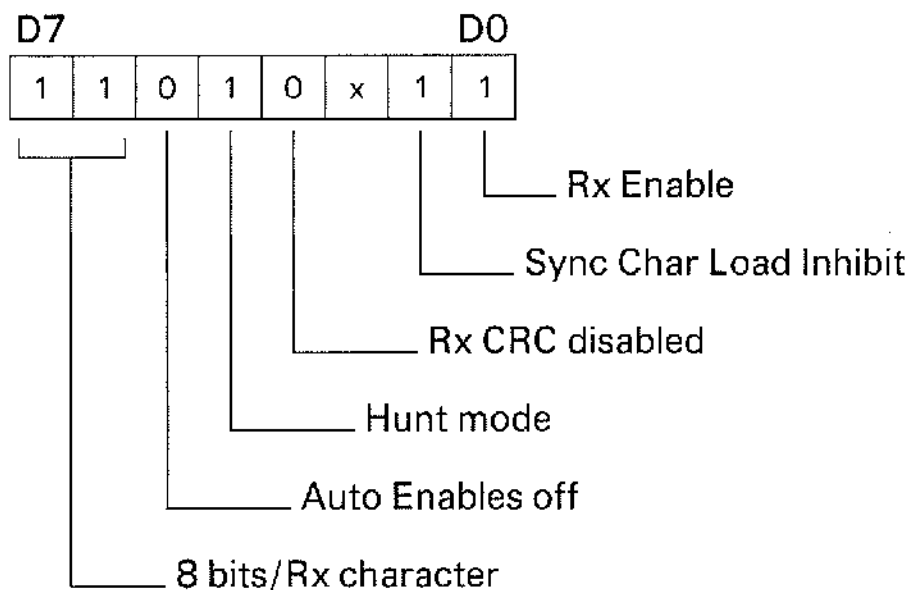 D7 D0
1 1 0 1 0 x 1 1
Rx Enable
Sync Char Load Inhibit
Rx CRC disabled
Hunt mode
Auto Enables off
8 bits/Rx character